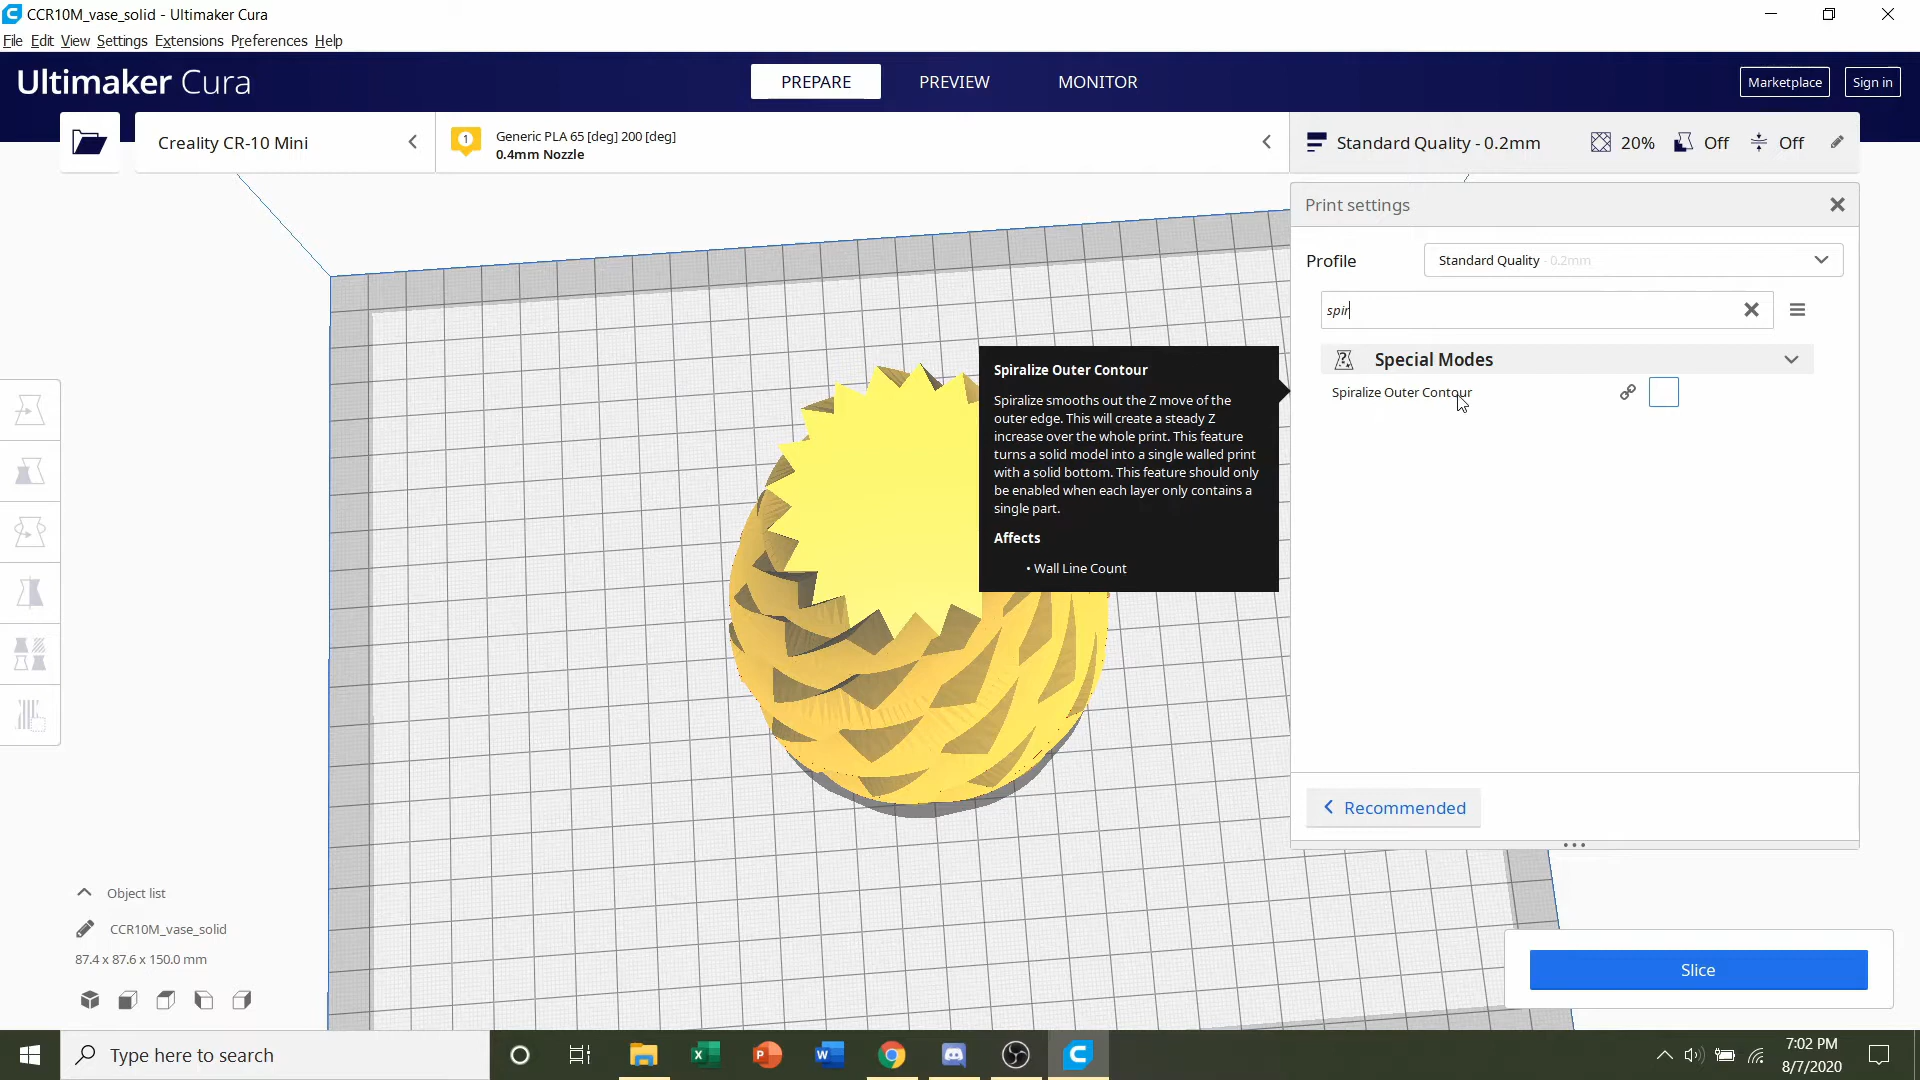 CCR10M_vase_solid - Ultimaker Cura
File Edit View Settings Extensions Preferences Help
Ultimaker Cura
PREPARE
PREVIEW
MONITOR
Marketplace
Sign in
Creality CR-10 Mini
1
Generic PLA 65 [deg] 200 [deg]
0.4mm Nozzle
Standard Quality - 0.2mm
20%
Off
Off
Print settings
Profile
Standard Quality - 0.2mm
spir
Special Modes
Spiralize Outer Contour
Spiralize Outer Contour
Spiralize smooths out the Z move of the
outer edge. This will create a steady Z
increase over the whole print. This feature
turns a solid model into a single walled print
with a solid bottom. This feature should only
be enabled when each layer only contains a
single part.
Affects
• Wall Line Count
Recommended
Object list
CCR10M_vase_solid
87.4 x 87.6 x 150.0 mm
Slice
Type here to search
7:02 PM
8/7/2020